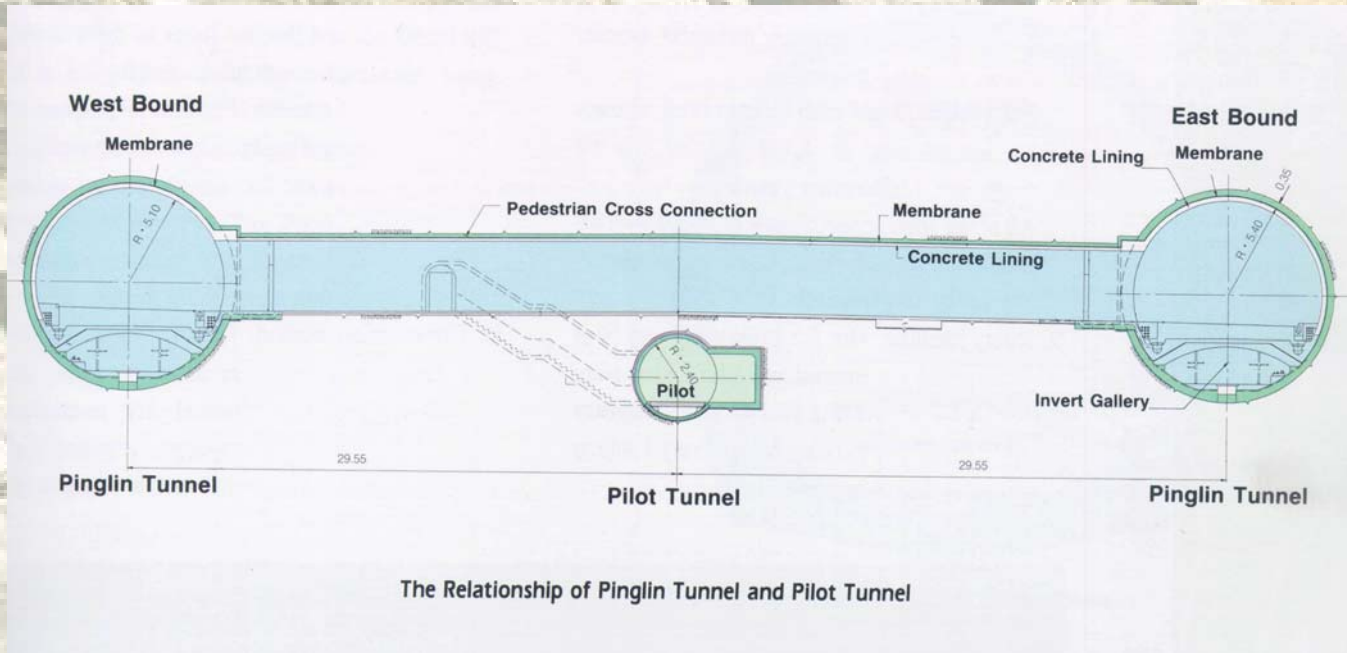 West Bound
Membrane
R • 5.10
Pedestrian Cross Connection
Membrane
Concrete Lining
East Bound
Concrete Lining
Membrane
0.35
R • 5.40
R • 2.40
Pilot
Invert Gallery
29.55
29.55
Pinglin Tunnel
Pilot Tunnel
Pinglin Tunnel
The Relationship of Pinglin Tunnel and Pilot Tunnel